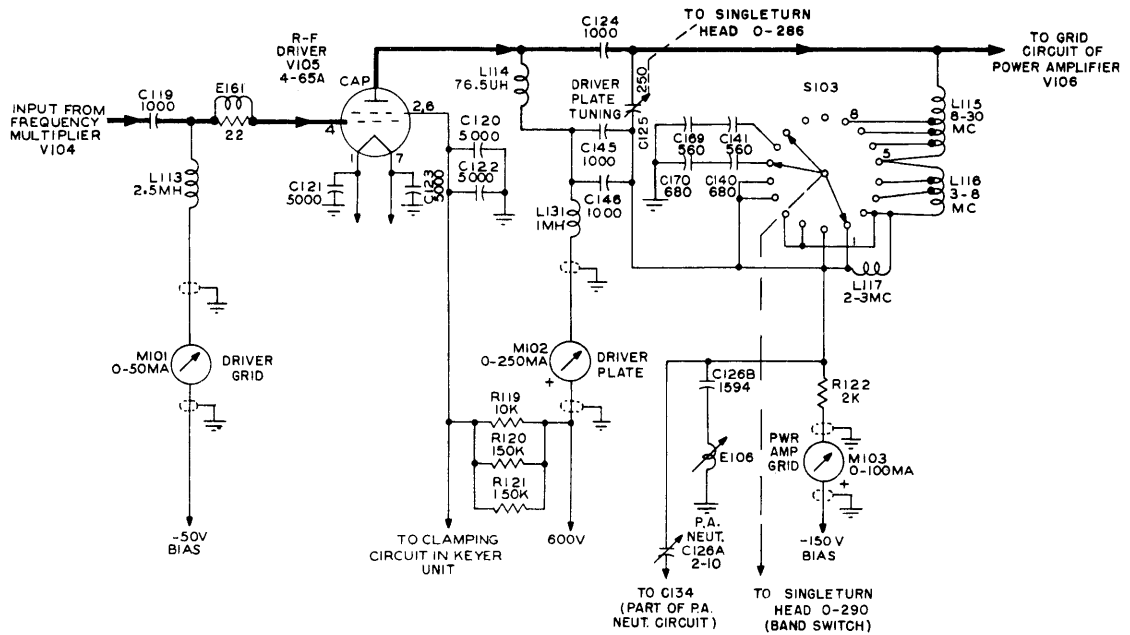 TO SINGLETURN
HEAD O-286
C124
1000
R-F
DRIVER
V105
4-65A
CAP
TO GRID
CIRCUIT OF
POWER AMPLIFIER
V106
L114
76.5UH
250
DRIVER
PLATE
TUNING
C125
S103
8
L115
8-30
MC
C119
1000
E161
22
INPUT FROM
FREQUENCY
MULTIPLIER
V104
4
2,6
C120
5000
C122
5000
C145
1000
C146
1000
C169
560
C141
560
C170
680
C140
680
5
L116
3-8
MC
1
7
L113
2.5MH
C121
5000
C123
5000
L131
1MH
1
L117
2-3MC
M101
0-50MA
DRIVER
GRID
M102
0-250MA
+
DRIVER
PLATE
C126B
1594
R122
2K
R119
10K
R120
150K
R121
150K
E106
PWR
AMP
GRID
M103
0-100MA
+
-50V
BIAS
TO CLAMPING
CIRCUIT IN KEYER
UNIT
600V
P.A.
NEUT.
C126A
2-10
-150V
BIAS
TO C134
(PART OF P.A.
NEUT. CIRCUIT)
TO SINGLETURN
HEAD O-290
(BAND SWITCH)